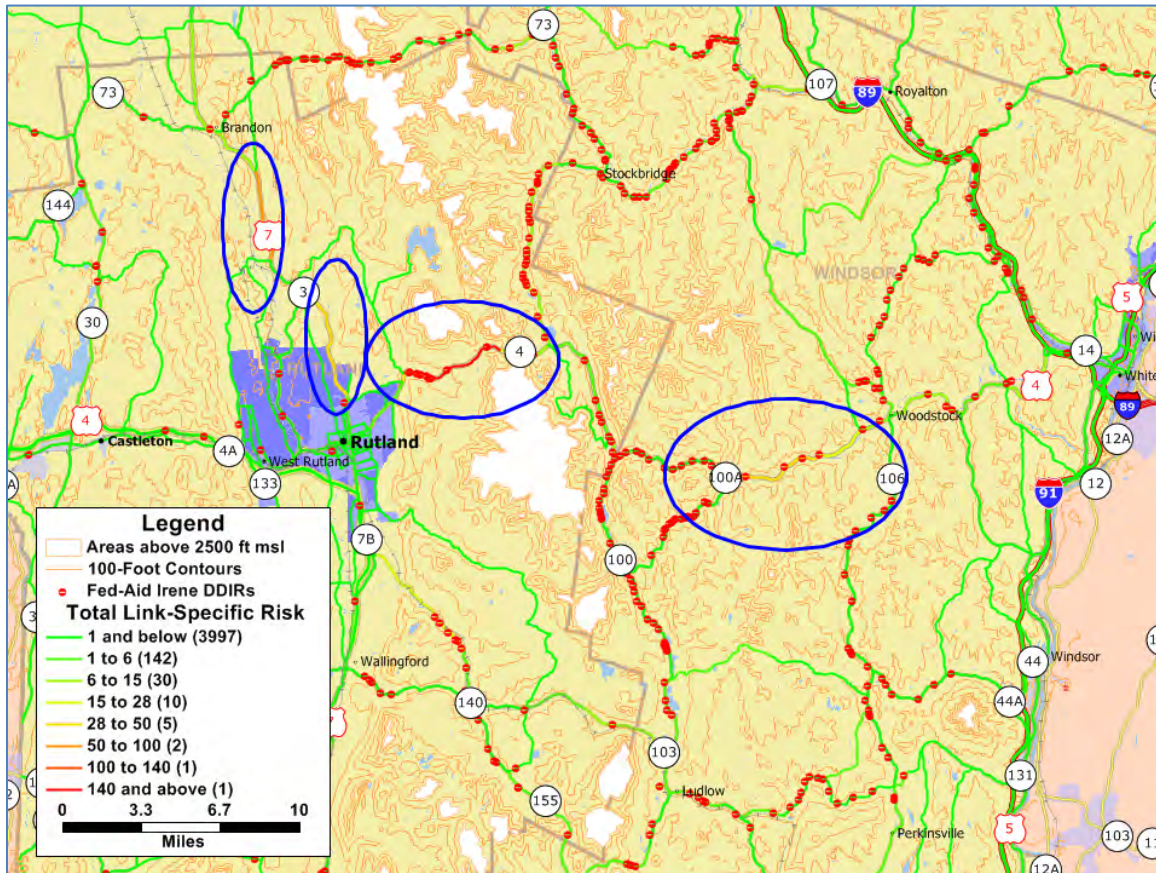 73
73
107
89
Royalton
Brandon
Stockbridge
144
7
WINDSOR
5
3
30
4
14
4
Woodstock
White
89
4
Castleton
4A
Rutland
West Rutland
12A
133
100A
106
91
12
7B
100
Legend
Areas above 2500 ft msl
100-Foot Contours
Fed-Aid Irene DDIRs
Total Link-Specific Risk
1 and below (3997)
1 to 6 (142)
6 to 15 (30)
15 to 28 (10)
28 to 50 (5)
50 to 100 (2)
100 to 140 (1)
140 and above (1)
0 3.3 6.7 10
Miles
Wallingford
44
Windsor
140
44A
103
131
155
Ludlow
5
Perkinsville
103
12A